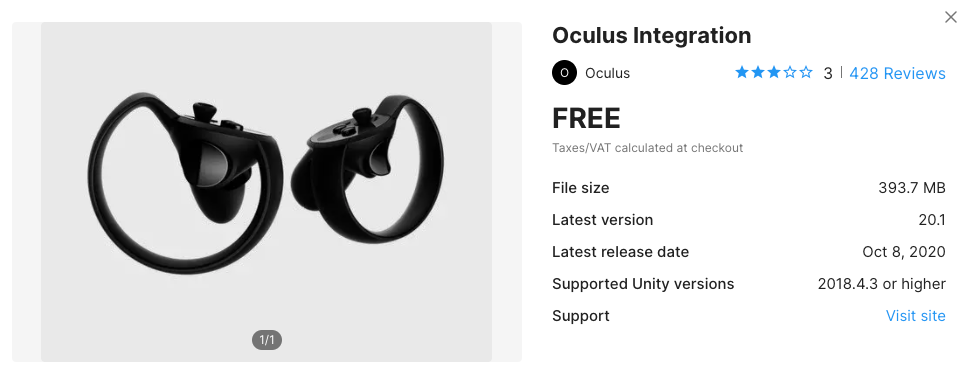 Oculus Integration
O Oculus 3 | 428 Reviews
FREE
Taxes/VAT calculated at checkout
File size 393.7 MB
Latest version 20.1
Latest release date Oct 8, 2020
Supported Unity versions 2018.4.3 or higher
Support Visit site
1/1